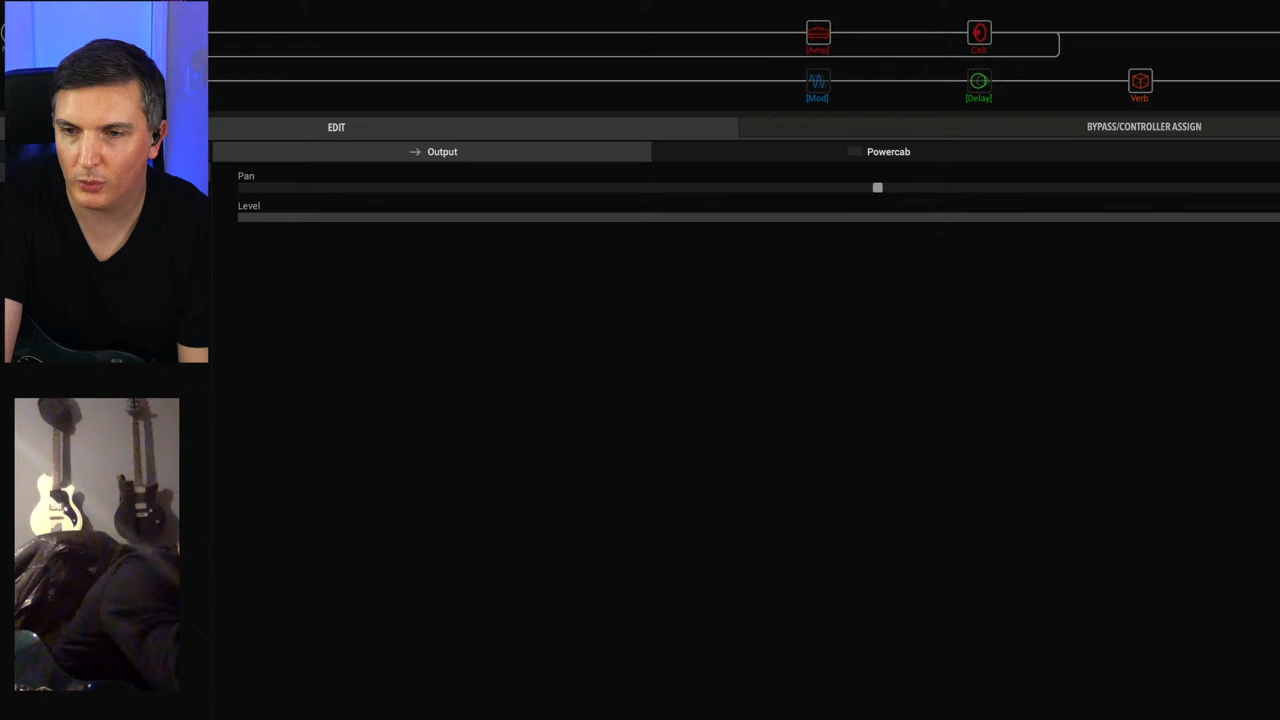 [Amp]
Cab
[Mod]
[Delay]
Verb
EDIT
BYPASS/CONTROLLER ASSIGN
Output
Powercab
Pan
Level